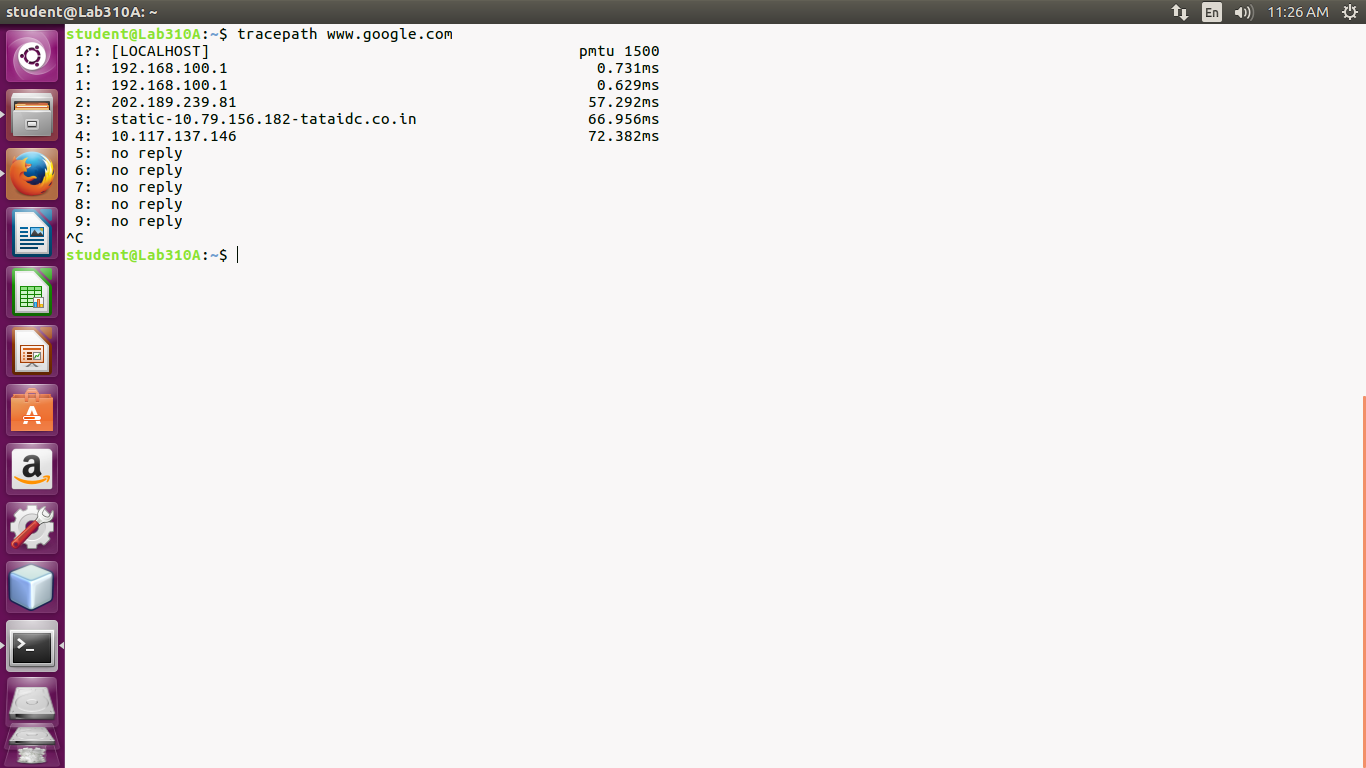 student@Lab310A: ~
En
11:26 AM
student@Lab310A:~$ tracepath www.google.com
1?: [LOCALHOST] pmtu 1500
1: 192.168.100.1 0.731ms
1: 192.168.100.1 0.629ms
2: 202.189.239.81 57.292ms
3: static-10.79.156.182-tataidc.co.in 66.956ms
4: 10.117.137.146 72.382ms
5: no reply
6: no reply
7: no reply
8: no reply
9: no reply
^C
student@Lab310A:~$
A
a
>_